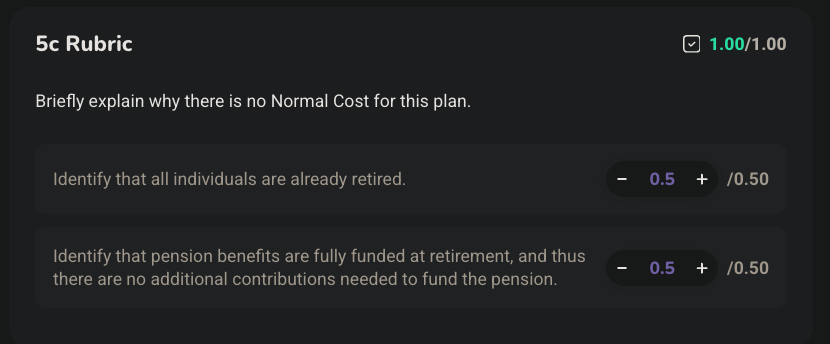 5c Rubric
1.00/1.00
Briefly explain why there is no Normal Cost for this plan.
Identify that all individuals are already retired.
− 0.5 + /0.50
Identify that pension benefits are fully funded at retirement, and thus
there are no additional contributions needed to fund the pension.
− 0.5 + /0.50